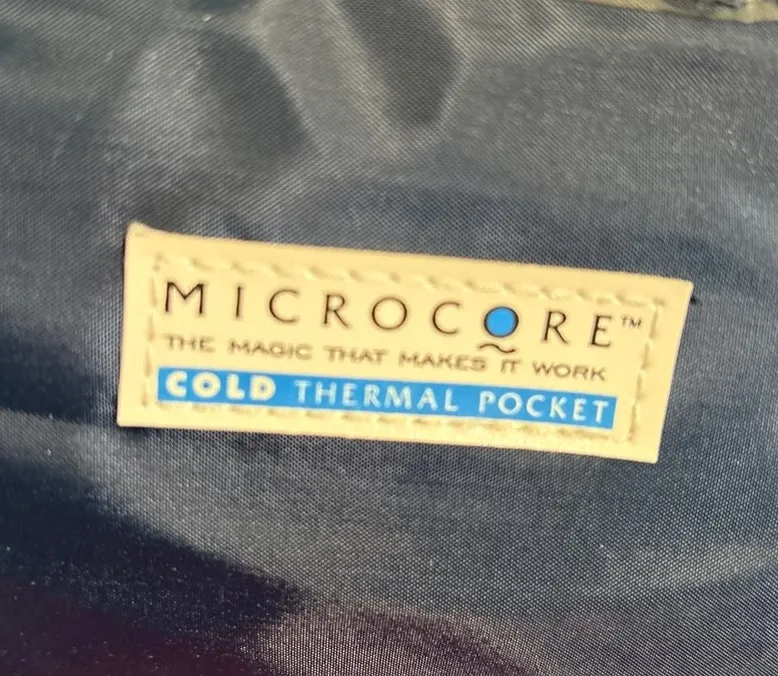 MICROCORE™
THE MAGIC THAT MAKES IT WORK
COLD THERMAL POCKET